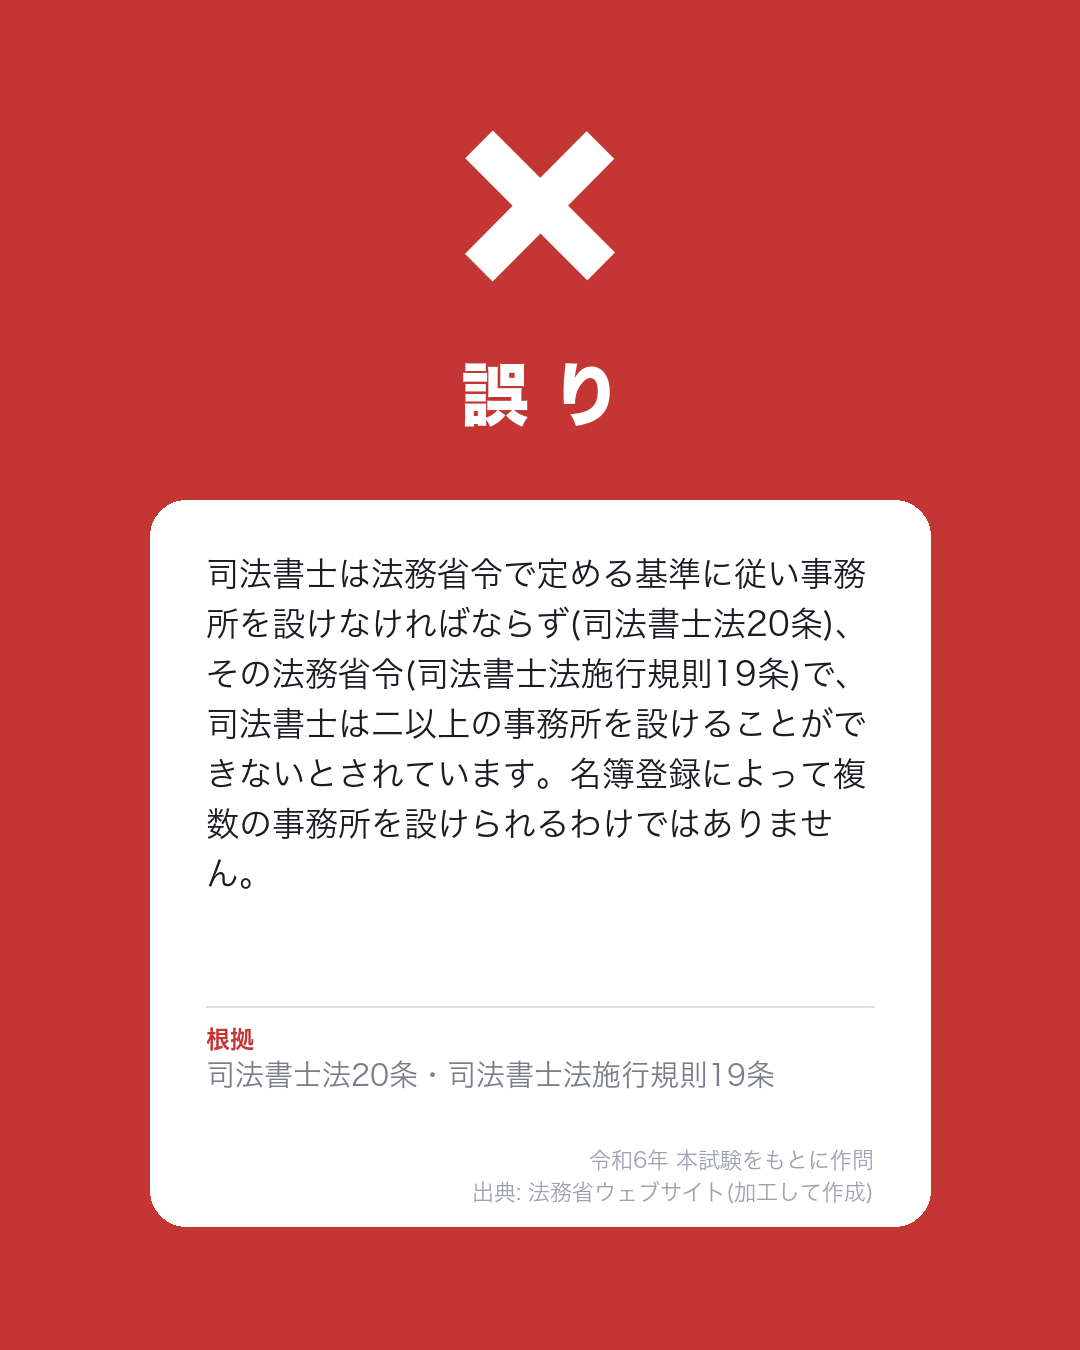 誤り
司法書士は法務省令で定める基準に従い事務
所を設けなければならず(司法書士法20条)、
その法務省令(司法書士法施行規則19条)で、
司法書士は二以上の事務所を設けることがで
きないとされています。名簿登録によって複
数の事務所を設けられるわけではありませ
ん。
根拠
司法書士法20条・司法書士法施行規則19条
令和6年 本試験をもとに作問
出典: 法務省ウェブサイト(加工して作成)